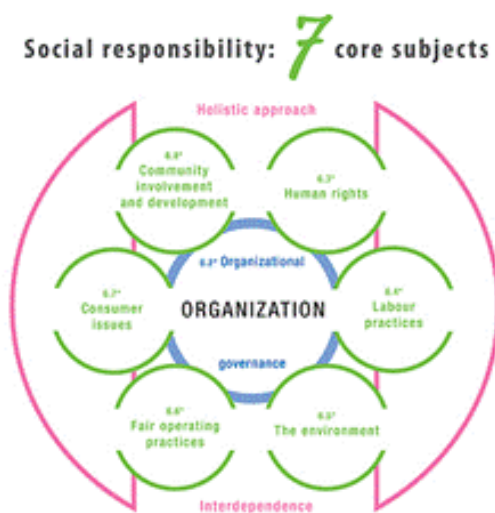 Social responsibility: 7 core subjects
Holistic approach
6.8*
Community
involvement
and development
6.3*
Human rights
6.2* Organizational
6.7*
Consumer
issues
ORGANIZATION
6.4*
Labour
practices
governance
6.6*
Fair operating
practices
6.5*
The environment
Interdependence